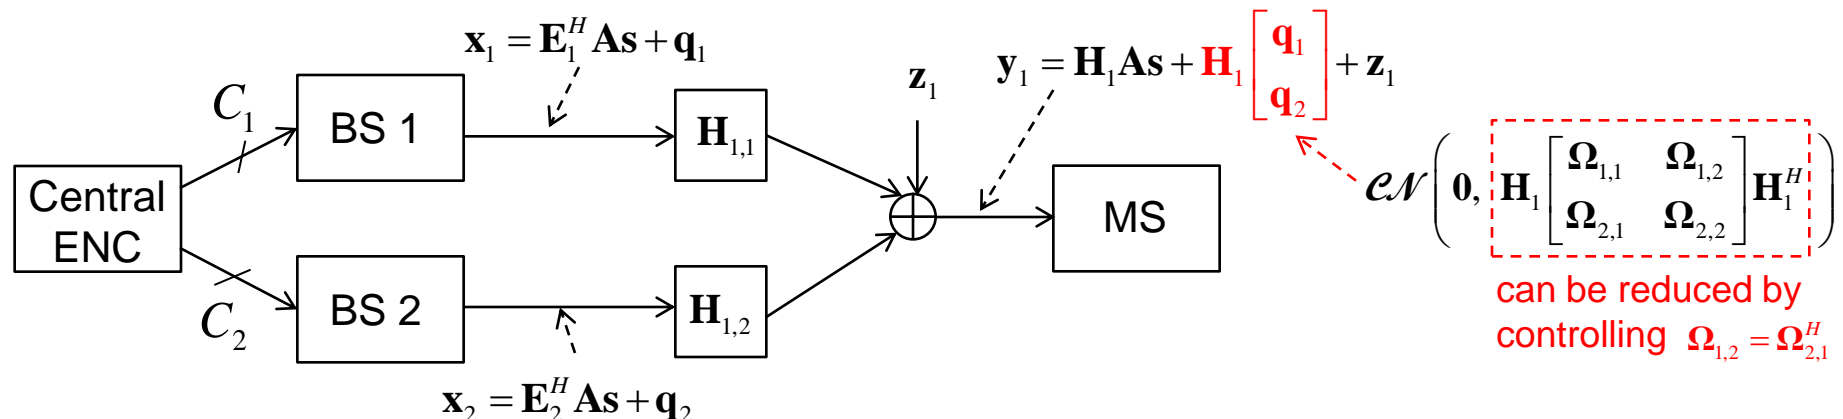 x₁ = E₁ᴴAs + q₁
C₁
BS 1
H₁,₁
z₁
y₁ = H₁As + H₁ [q₁ q₂] + z₁
Central
ENC
MS
𝒞𝒩 ( 0, H₁ [Ω₁,₁ Ω₁,₂
Ω₂,₁ Ω₂,₂] H₁ᴴ )
C₂
BS 2
H₁,₂
can be reduced by
controlling Ω₁,₂ = Ω₂,₁ᴴ
x₂ = E₂ᴴAs + q₂